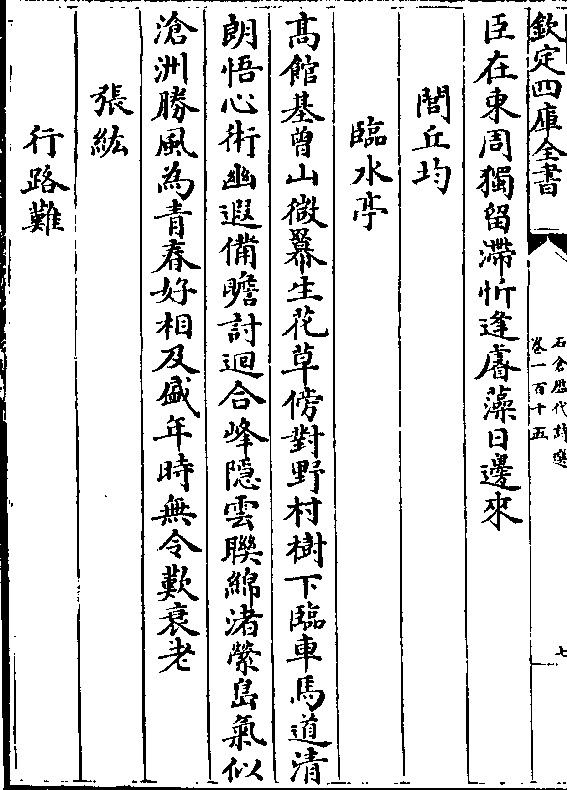 欽定四庫全書
石倉歷代詩選
卷一百十五
七
臣在東周獨留滯忻逢睿藻日邊來
閭丘均
臨水亭
髙館基曾山微羃生花草傍對野村樹下臨車馬道清
朗悟心術幽遐備瞻討迴合峰隱雲聯綿渚縈島氣似
滄洲勝風為青春好相及盛年時無令歎衰老
張紘
行路難